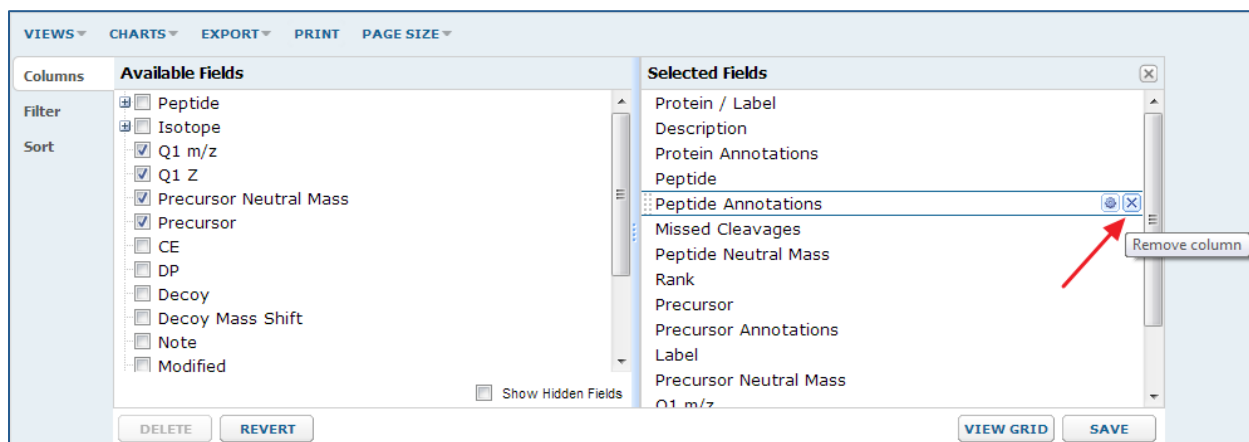 VIEWS CHARTS EXPORT PRINT PAGE SIZE
Columns
Filter
Sort
Available Fields
Peptide
Isotope
Q1 m/z
Q1 Z
Precursor Neutral Mass
Precursor
CE
DP
Decoy
Decoy Mass Shift
Note
Modified
Show Hidden Fields
Selected Fields
Protein / Label
Description
Protein Annotations
Peptide
Peptide Annotations
Missed Cleavages
Remove column
Peptide Neutral Mass
Rank
Precursor
Precursor Annotations
Label
Precursor Neutral Mass
Q1 m/z
DELETE REVERT VIEW GRID SAVE